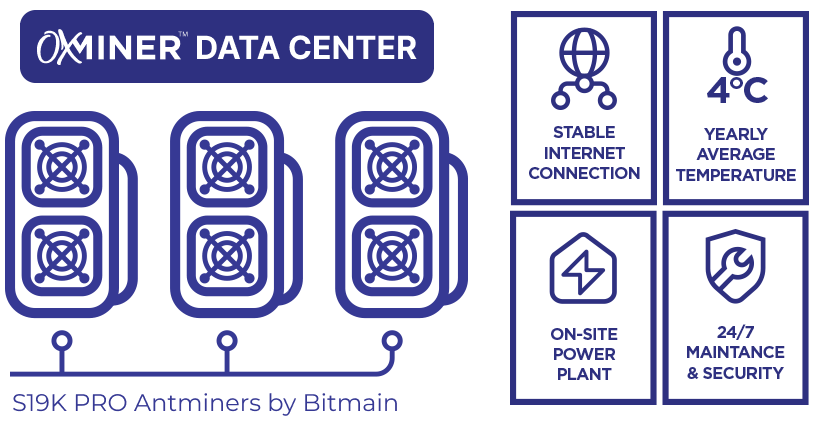 OXMINER™ DATA CENTER
STABLE
INTERNET
CONNECTION
4°C
YEARLY
AVERAGE
TEMPERATURE
ON-SITE
POWER
PLANT
24/7
MAINTANCE
& SECURITY
S19K PRO Antminers by Bitmain